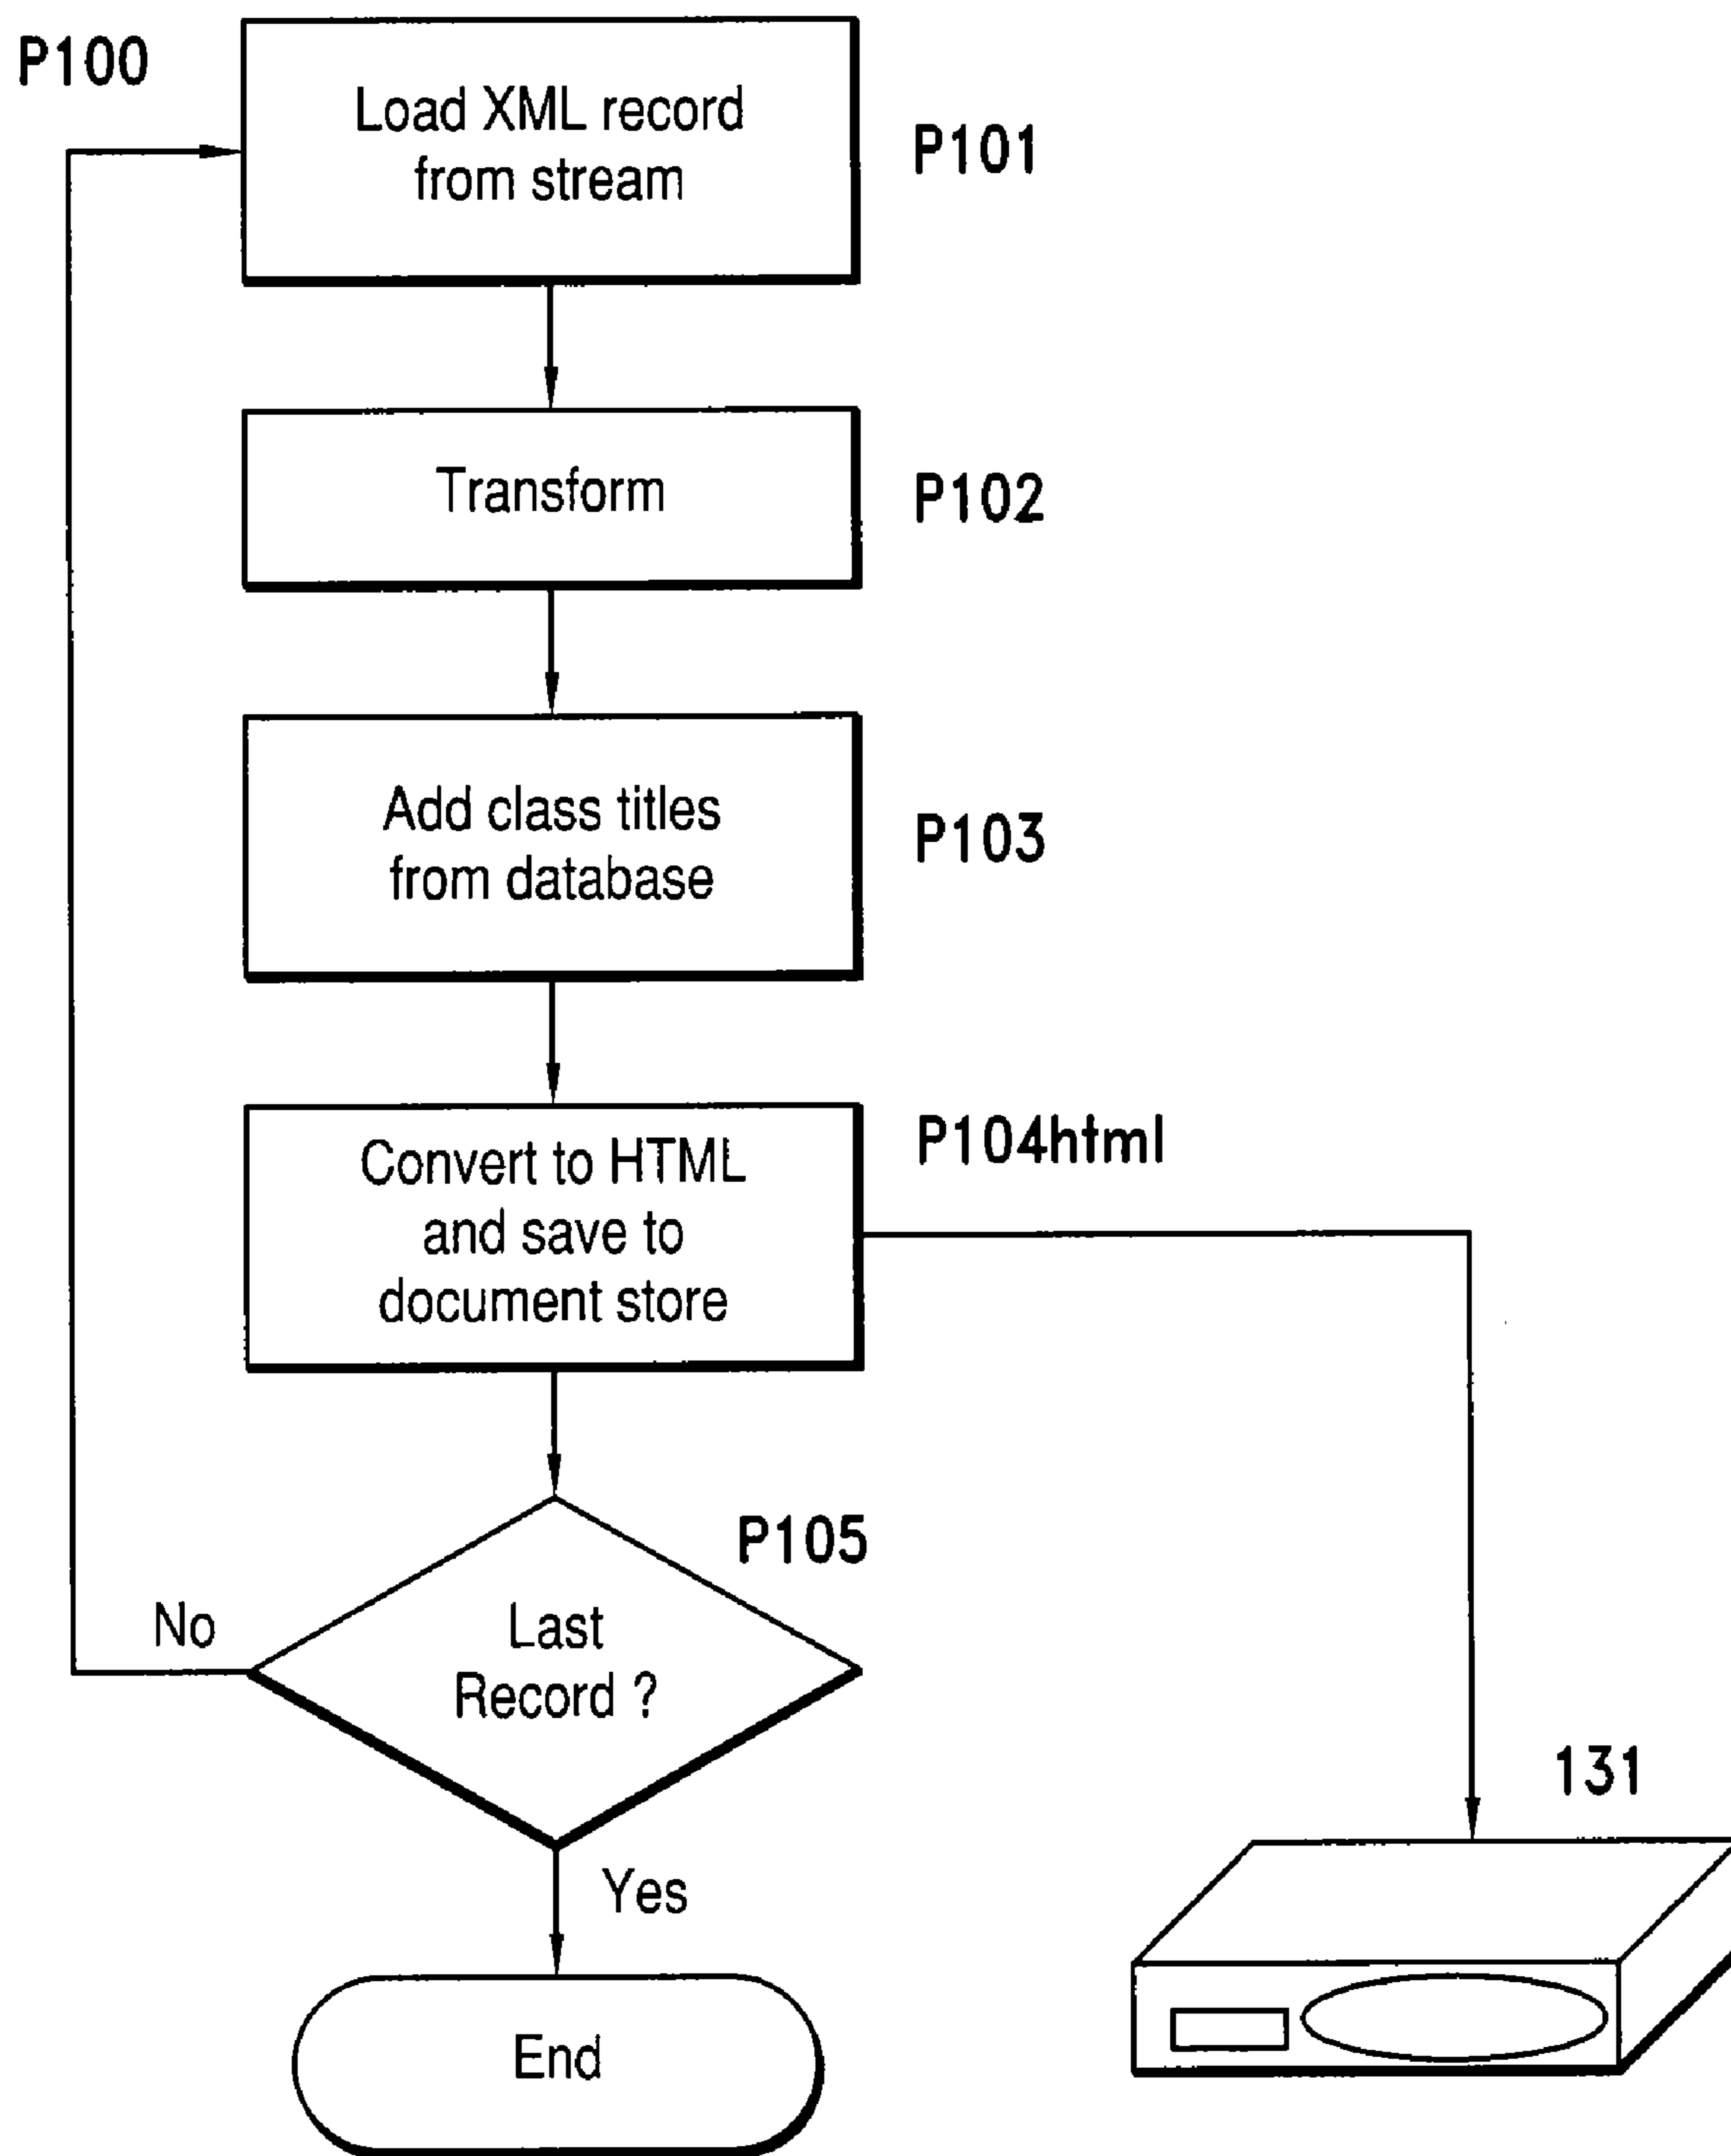 P100
Load XML record
from stream
P101
Transform
P102
Add class titles
from database
P103
Convert to HTML
and save to
document store
P104html
P105
No
Last
Record ?
Yes
131
End